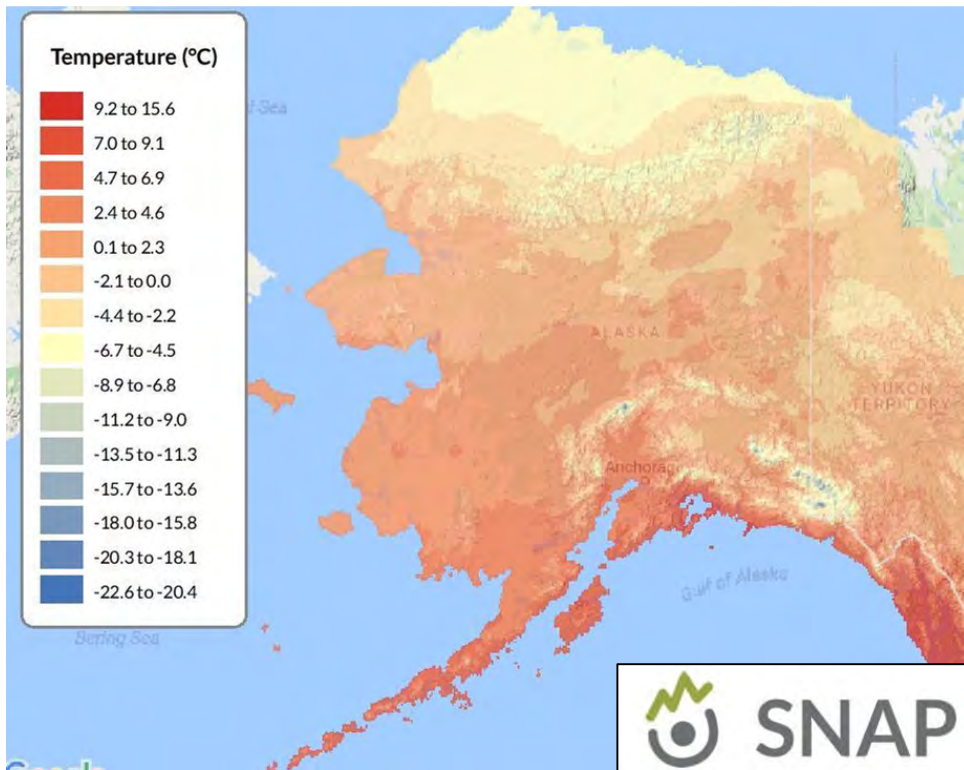 Temperature (°C)
9.2 to 15.6
7.0 to 9.1
4.7 to 6.9
2.4 to 4.6
0.1 to 2.3
-2.1 to 0.0
-4.4 to -2.2
-6.7 to -4.5
-8.9 to -6.8
-11.2 to -9.0
-13.5 to -11.3
-15.7 to -13.6
-18.0 to -15.8
-20.3 to -18.1
-22.6 to -20.4
Sea
ALASKA
YUKON
TERRITORY
Anchorage
Gulf of Alaska
Bering Sea
SNAP